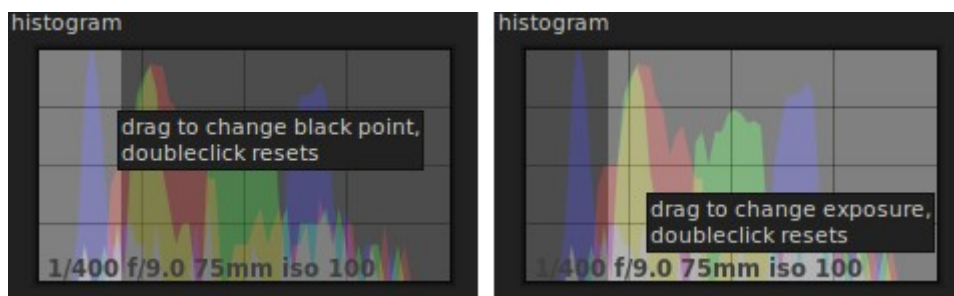 histogram
drag to change black point,
doubleclick resets
1/400 f/9.0 75mm iso 100
histogram
drag to change exposure,
doubleclick resets
1/400 f/9.0 75mm iso 100